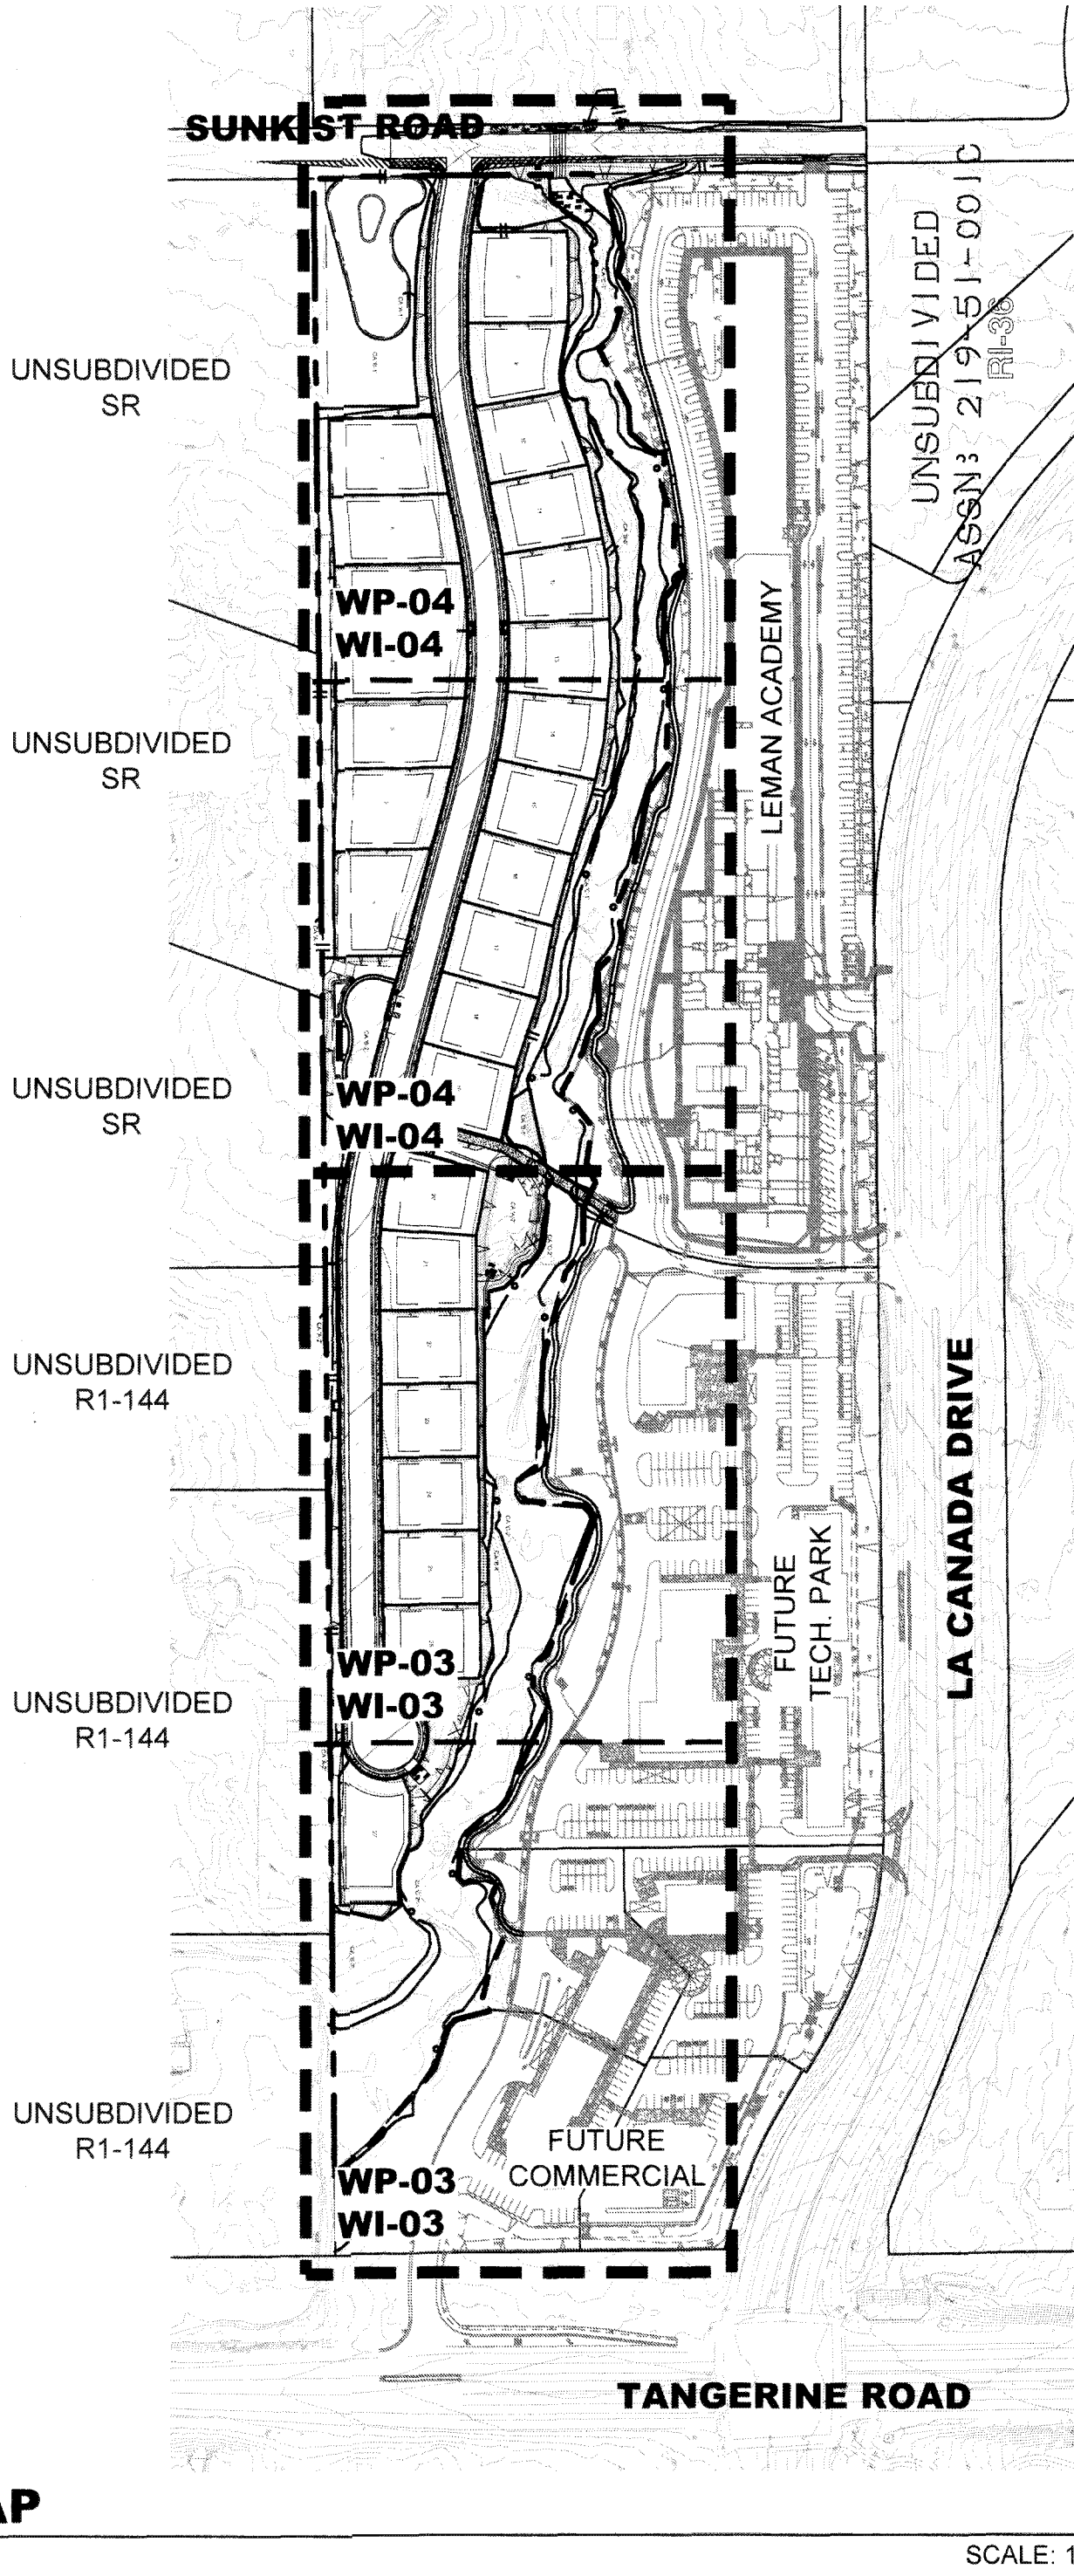 SUNKIST ROAD
UNSUBDIVIDED
ASSN: 219-51-001C
R1-36
UNSUBDIVIDED
SR
WP-04
WI-04
LEMAN ACADEMY
UNSUBDIVIDED
SR
UNSUBDIVIDED
SR
WP-04
WI-04
UNSUBDIVIDED
R1-144
LA CANADA DRIVE
FUTURE
TECH. PARK
UNSUBDIVIDED
R1-144
WP-03
WI-03
UNSUBDIVIDED
R1-144
FUTURE
COMMERCIAL
WP-03
WI-03
TANGERINE ROAD
AP
SCALE: 1